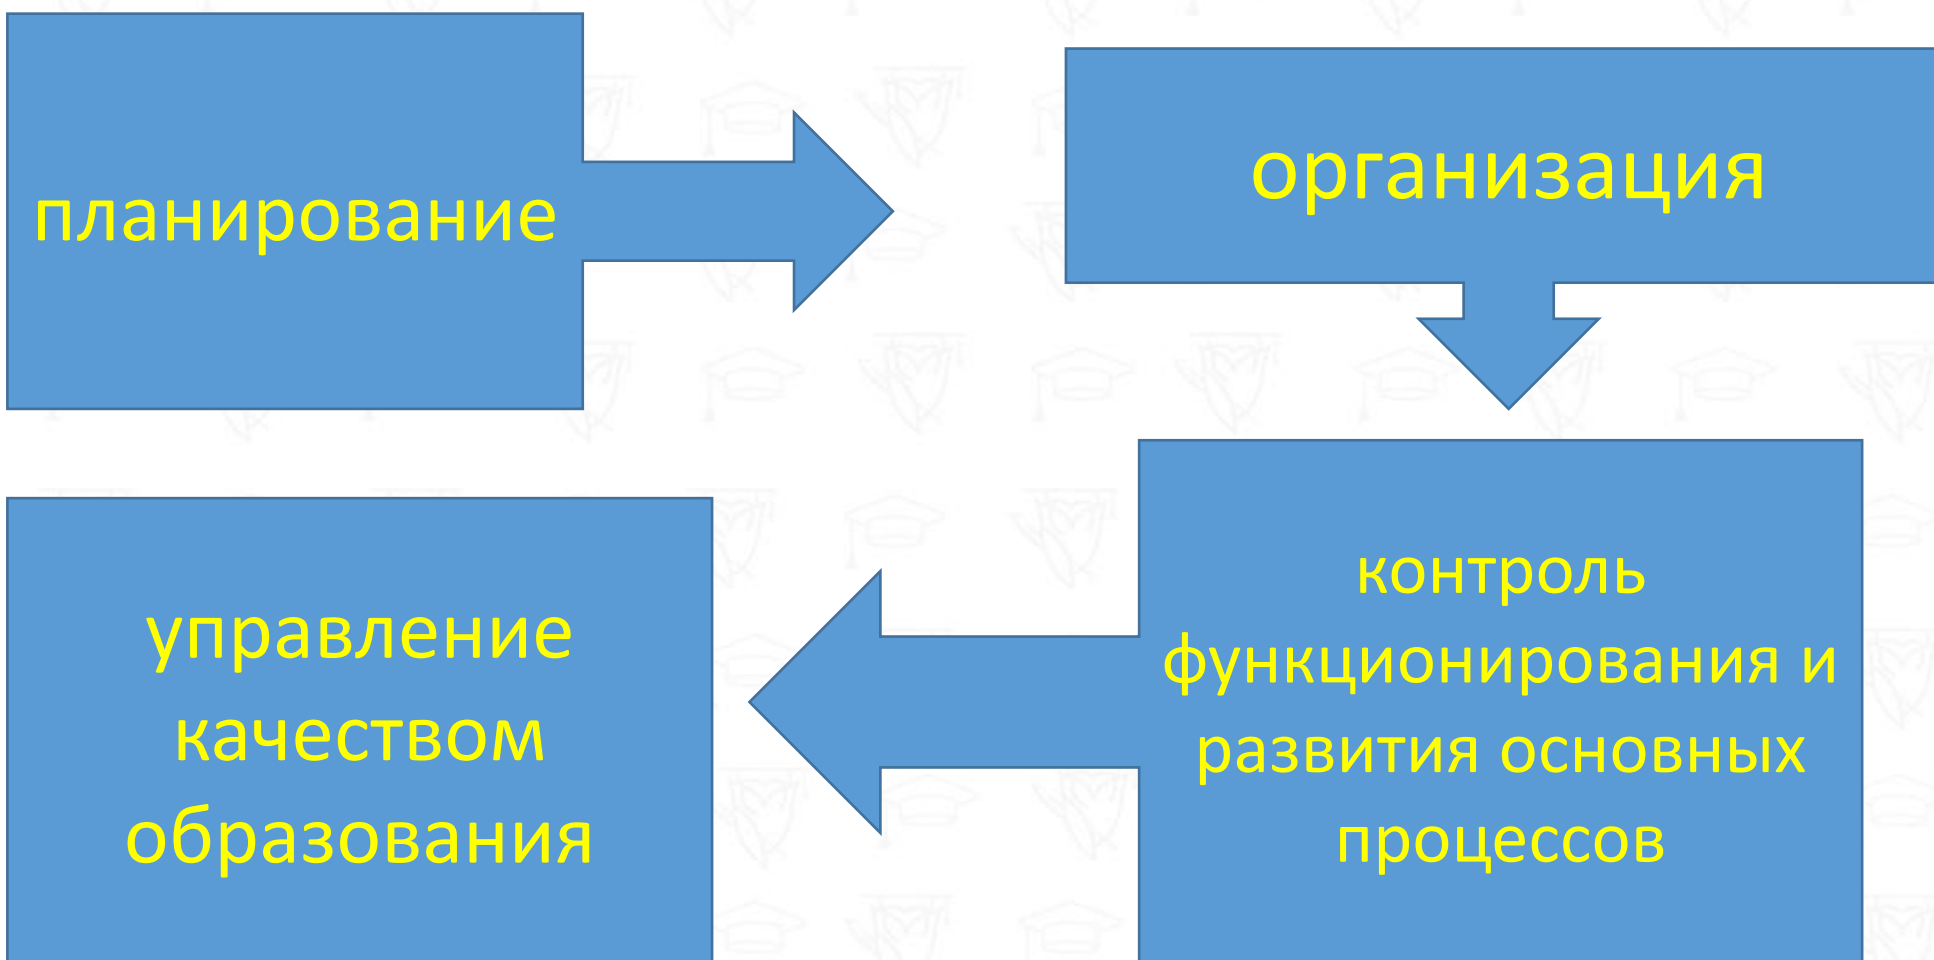 планирование
организация
контроль
функционирования и
развития основных
процессов
управление
качеством
образования